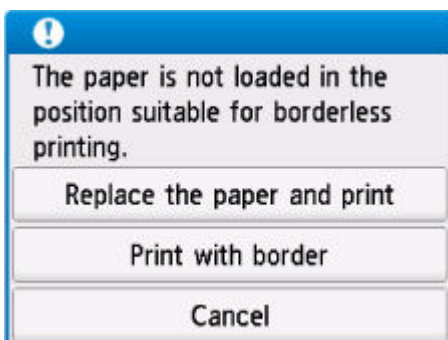 The paper is not loaded in the
position suitable for borderless
printing.
Replace the paper and print
Print with border
Cancel